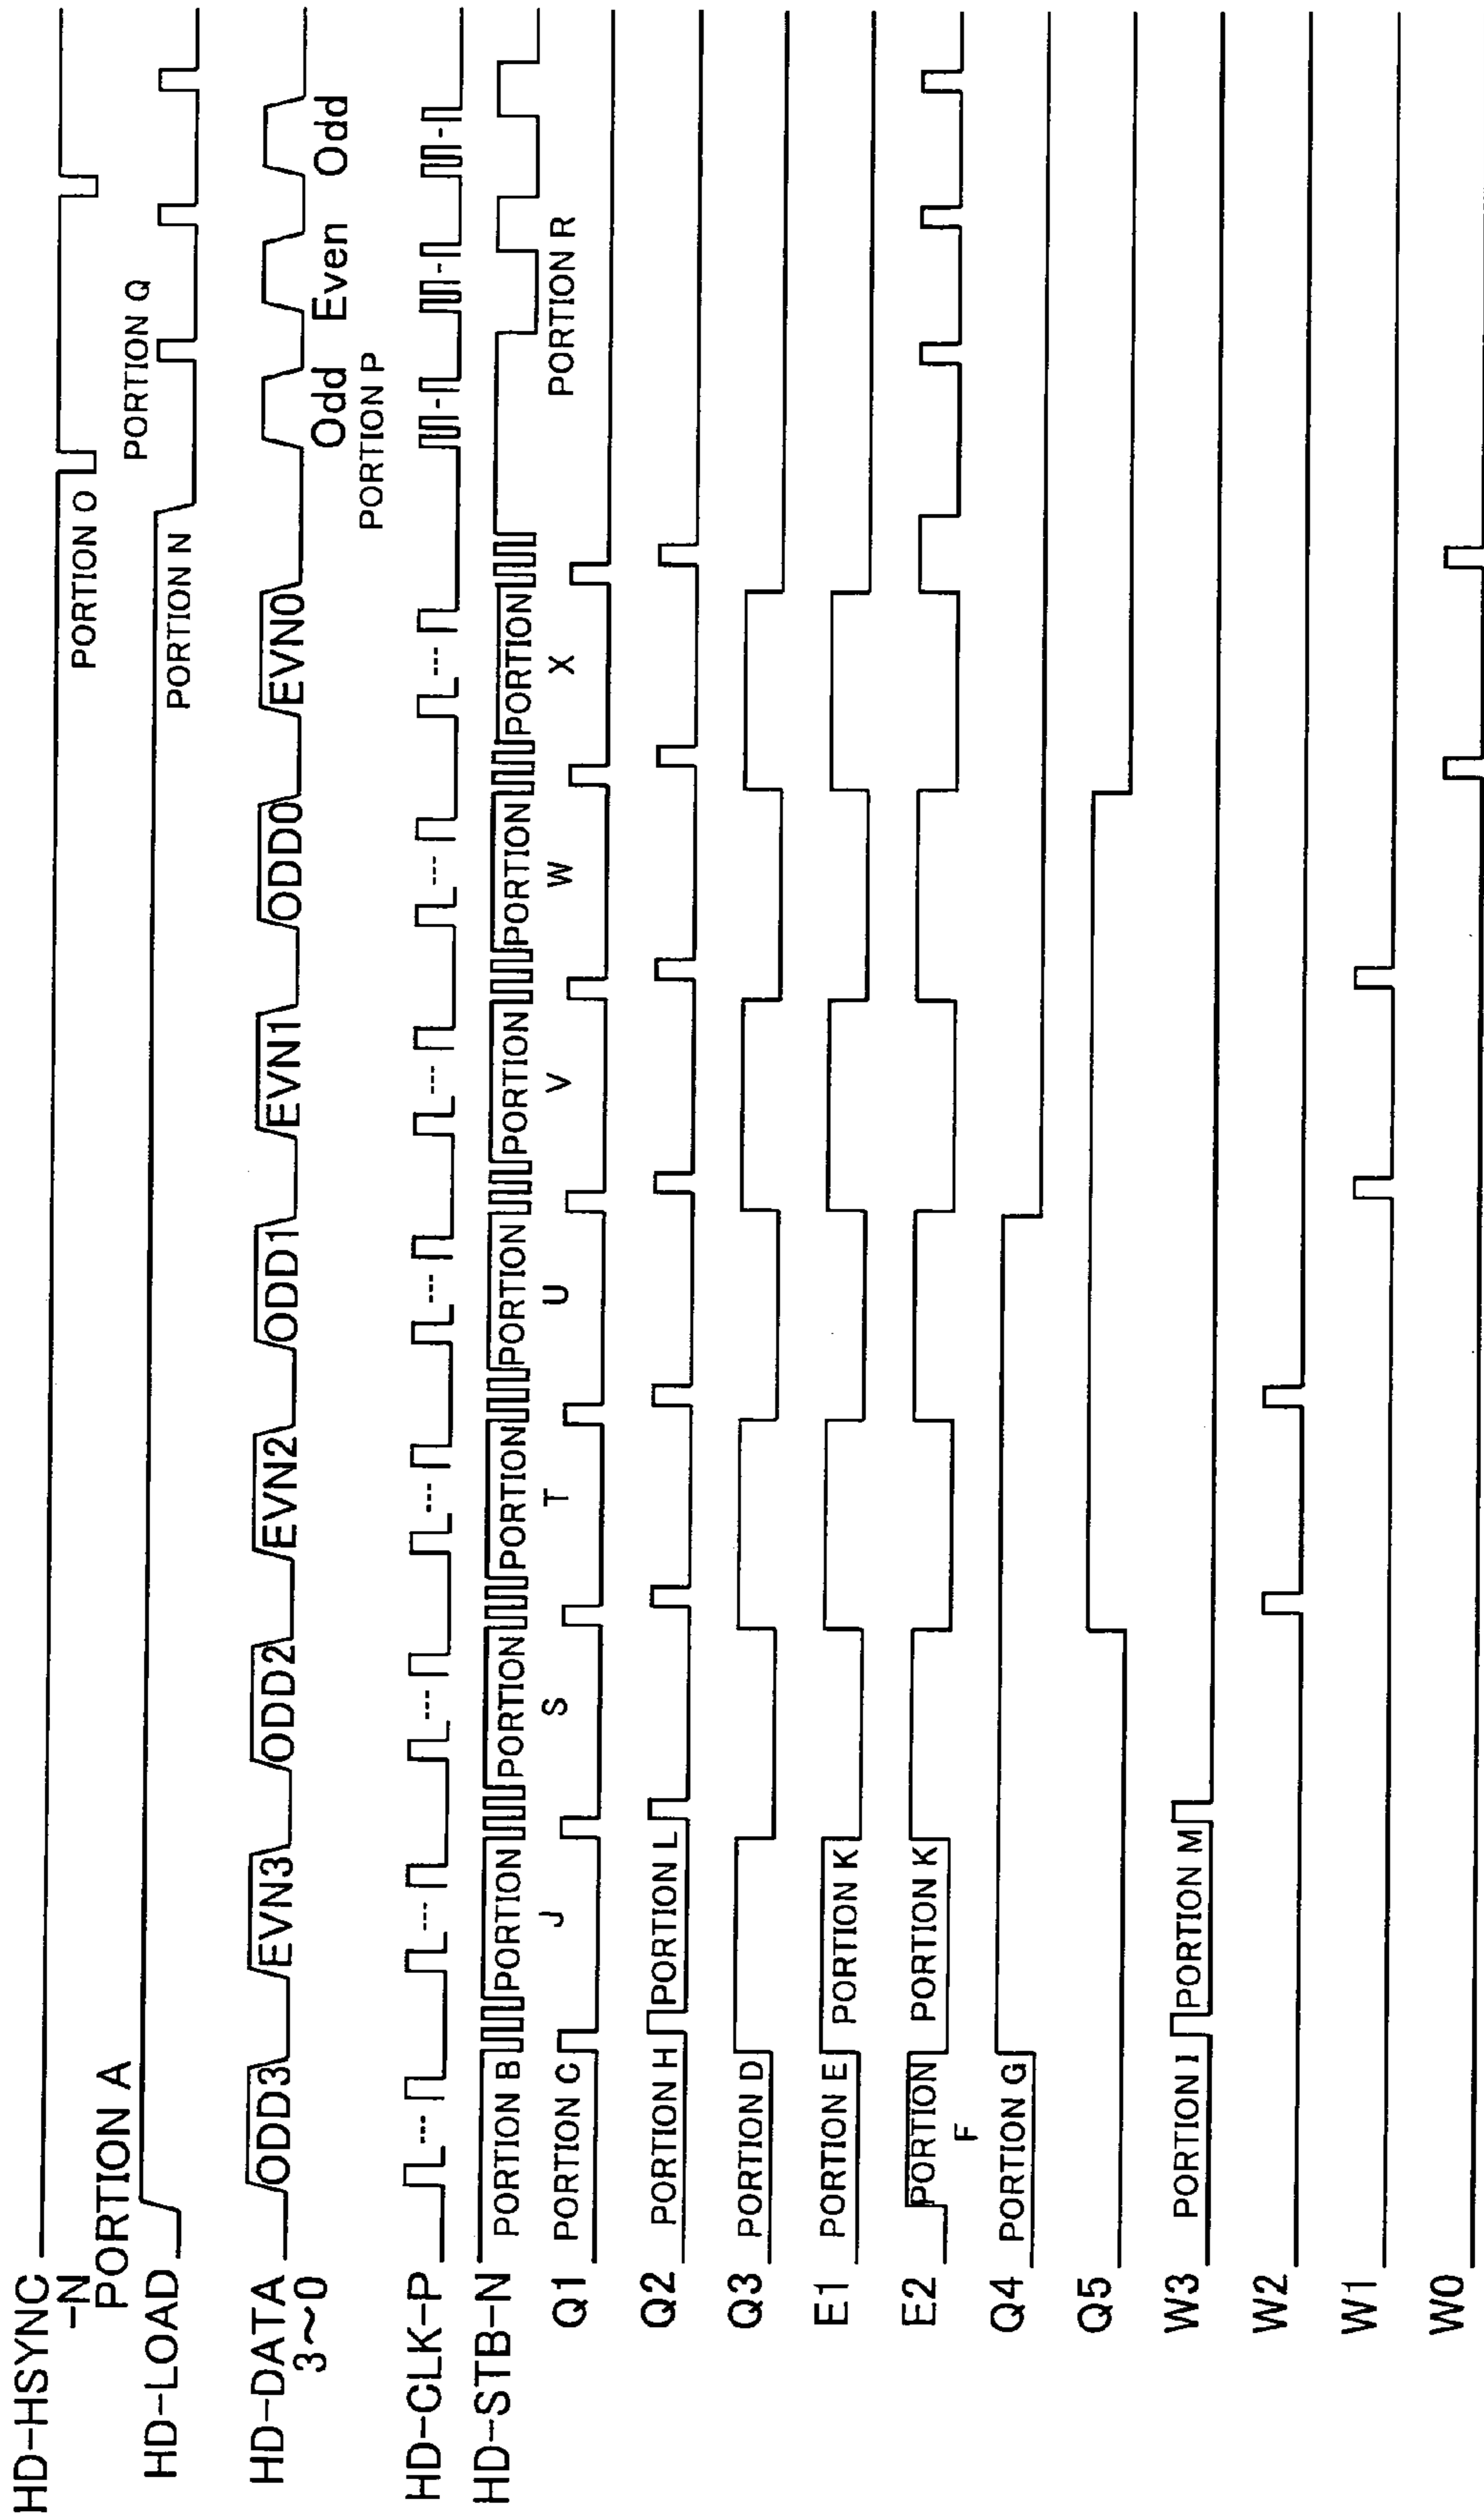 HD-HSYNC
-N
PORTION O
PORTION A
PORTION Q
HD-LOAD
PORTION N
HD-DATA
3~0
ODD3 EVN3 ODD2 EVN2 ODD1 EVN1 ODD0 EVN0
Odd Even Odd
PORTION P
HD-CLK-P
HD-STB-N
PORTION B PORTION PORTION PORTION PORTION PORTION PORTION PORTION
J S T U V W X
PORTION R
Q1
PORTION C
Q2
PORTION H PORTION L
Q3
PORTION D
E1
PORTION E PORTION K
E2
PORTION PORTION K
F
Q4
PORTION G
Q5
W3
PORTION I PORTION M
W2
W1
W0